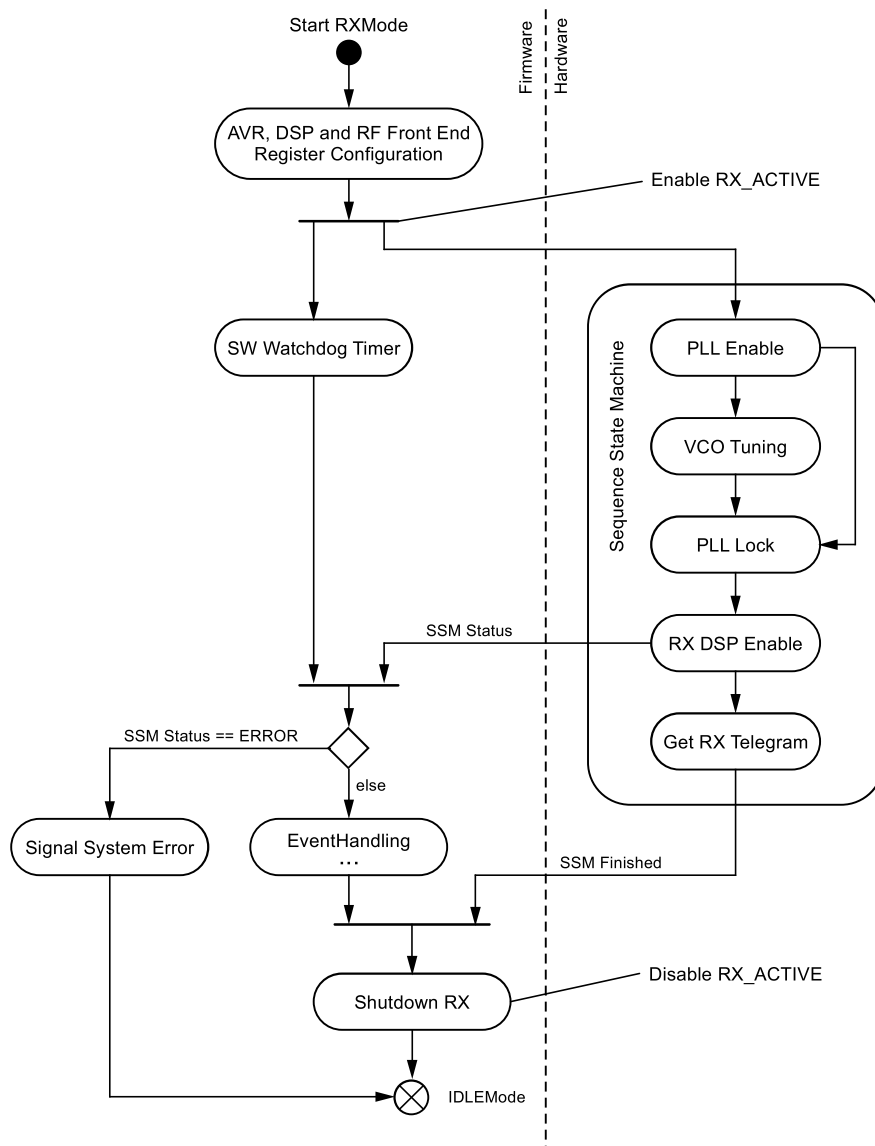 Start RXMode
Firmware
Hardware
AVR, DSP and RF Front End
Register Configuration
Enable RX_ACTIVE
SW Watchdog Timer
Sequence State Machine
PLL Enable
VCO Tuning
PLL Lock
SSM Status
RX DSP Enable
SSM Status == ERROR
Get RX Telegram
else
Signal System Error
EventHandling
...
SSM Finished
Shutdown RX
Disable RX_ACTIVE
IDLEMode